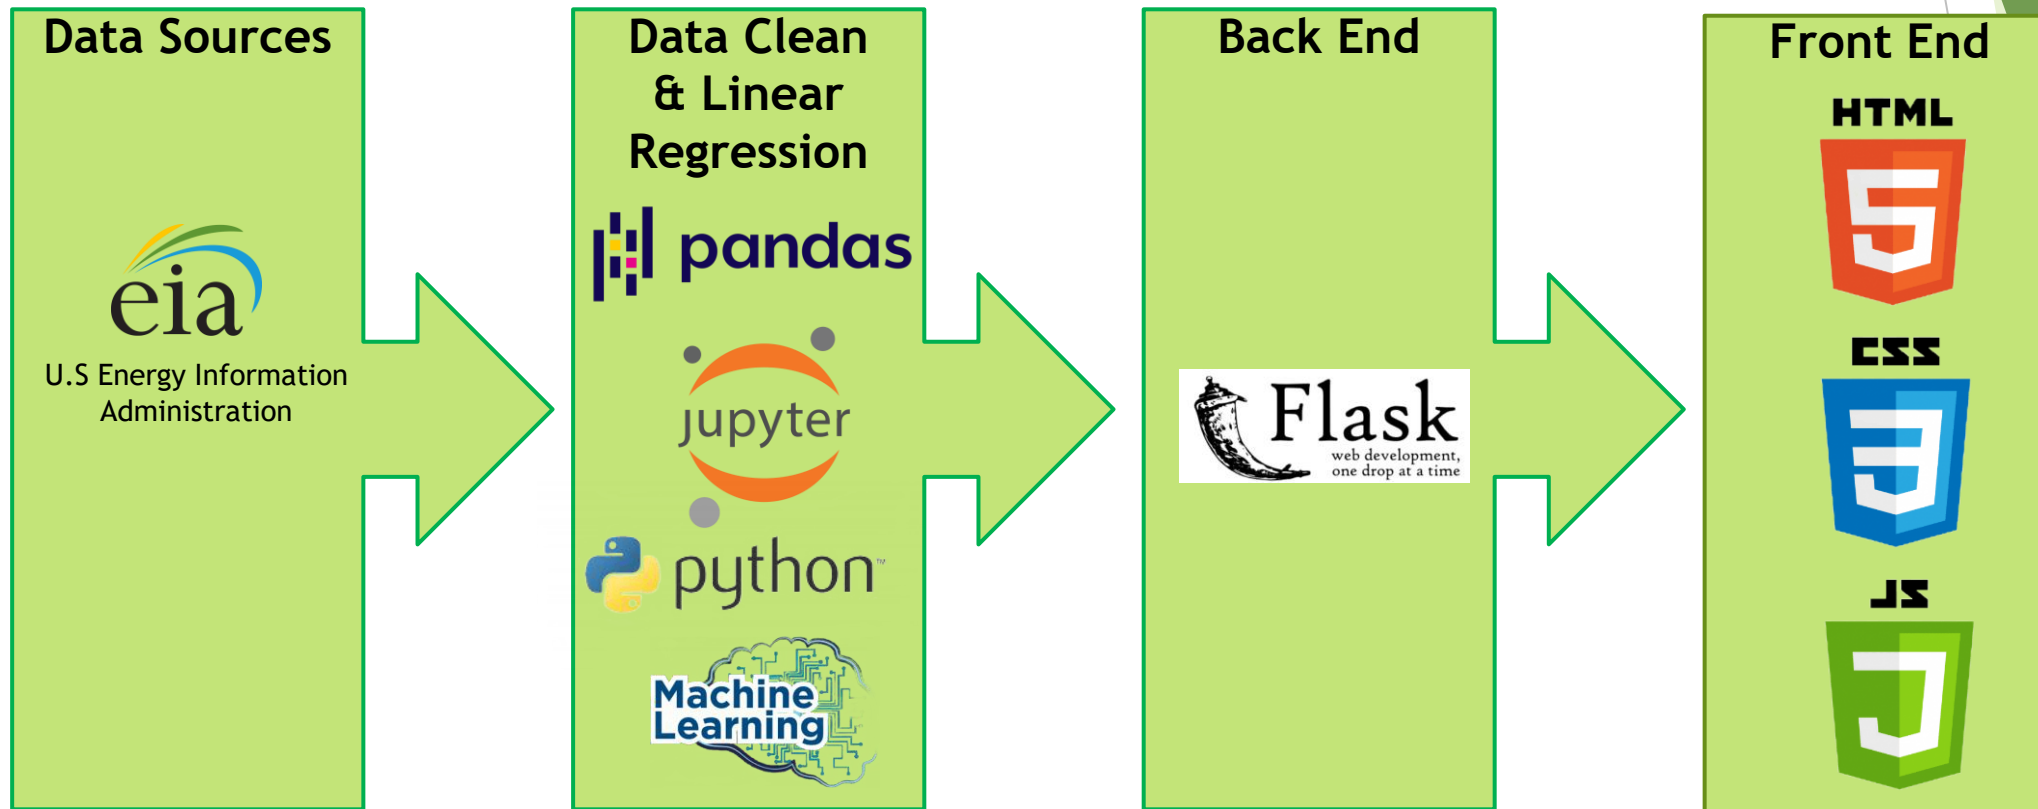 Data Sources
eia
U.S Energy Information
Administration
Data Clean
& Linear
Regression
pandas
jupyter
python™
Machine
Learning
Back End
Flask
web development,
one drop at a time
Front End
HTML
5
CSS
3
JS
J